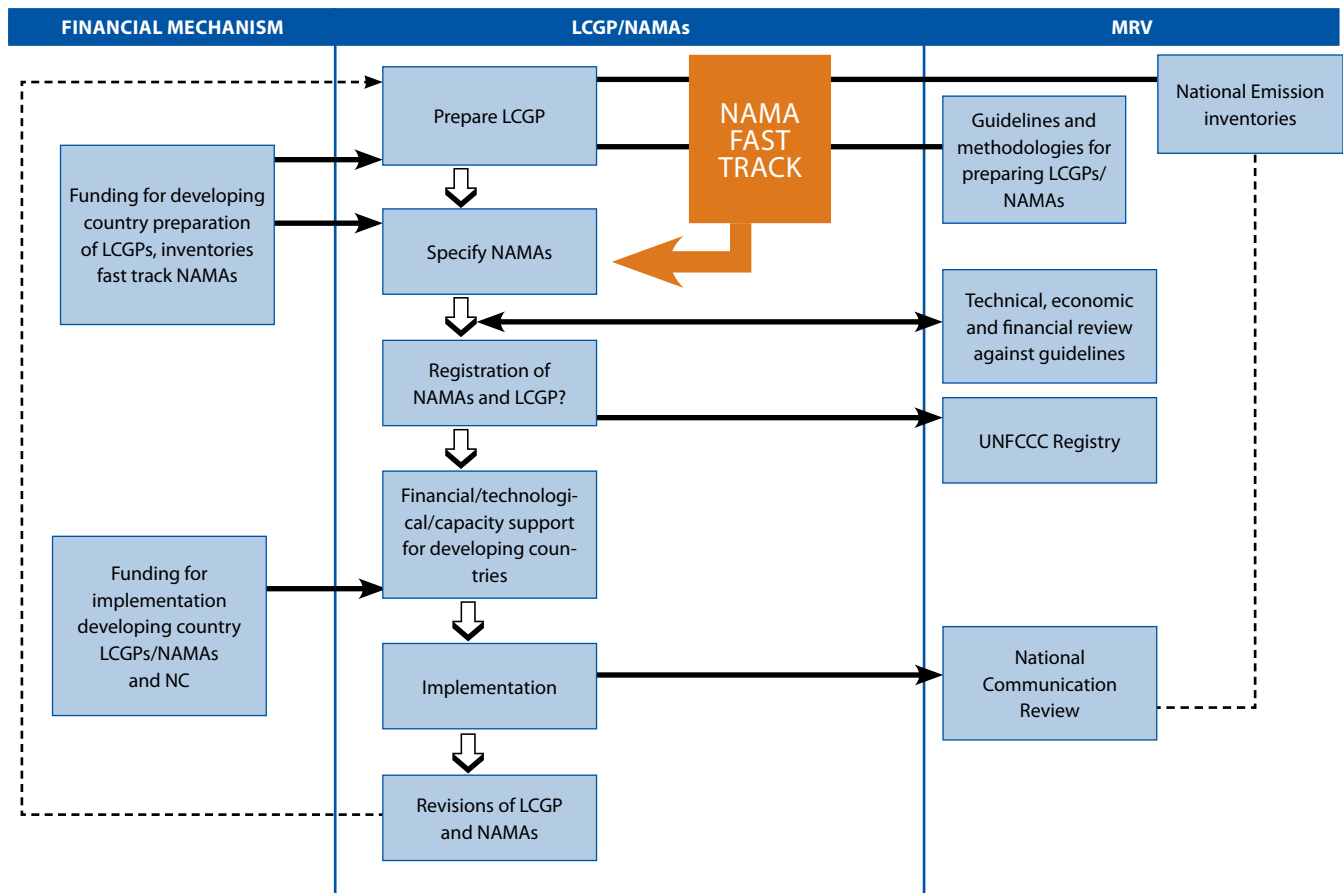 FINANCIAL MECHANISM
LCGP/NAMAs
MRV
Prepare LCGP
NAMA
FAST
TRACK
National Emission
inventories
Guidelines and
methodologies for
preparing LCGPs/
NAMAs
Funding for developing
country preparation
of LCGPs, inventories
fast track NAMAs
Specify NAMAs
Technical, economic
and financial review
against guidelines
Registration of
NAMAs and LCGP?
UNFCCC Registry
Financial/technologi-
cal/capacity support
for developing coun-
tries
Funding for
implementation
developing country
LCGPs/NAMAs
and NC
Implementation
National
Communication
Review
Revisions of LCGP
and NAMAs